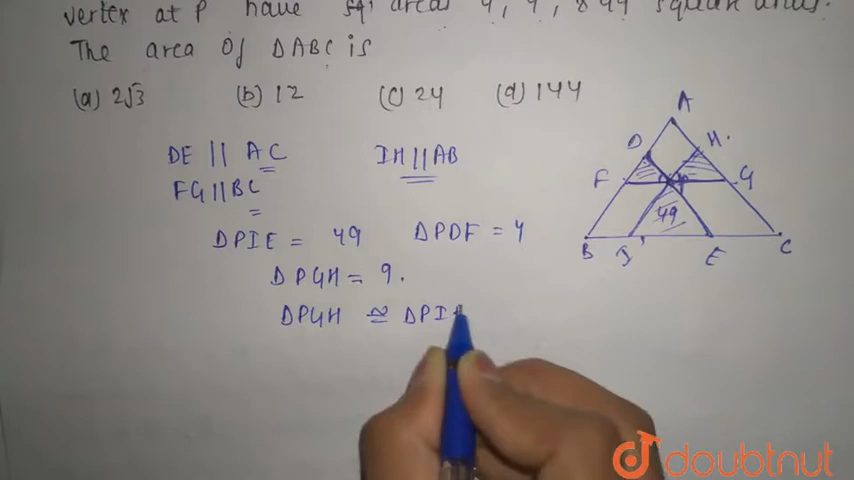 vertex at P have areas 4, 9, & 49 square units.
The area of ΔABC is
(a) 2√3 (b) 12 (c) 24 (d) 144
DE || AC IH || AB
FG || BC
ΔPIE = 49 ΔPDF = 4
ΔPGH = 9.
ΔPGH ≅ ΔPI
A
D H
F P G
49
B I E C
doubtnut